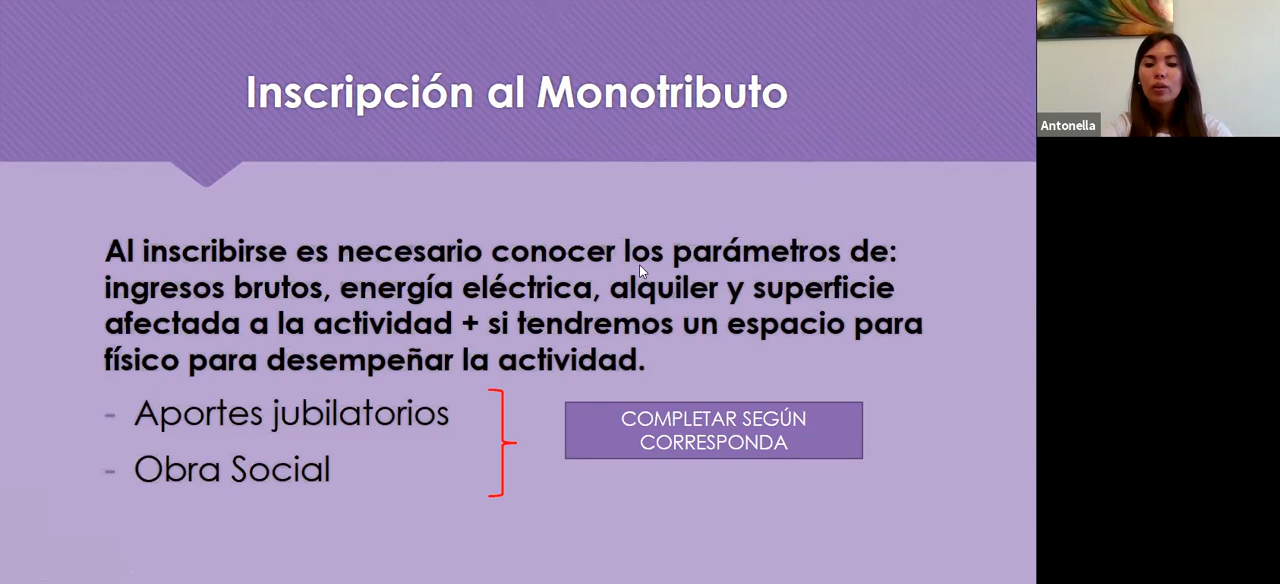 Inscripción al Monotributo
Antonella
Al inscribirse es necesario conocer los parámetros de:
ingresos brutos, energía eléctrica, alquiler y superficie
afectada a la actividad + si tendremos un espacio para
físico para desempeñar la actividad.
- Aportes jubilatorios
- Obra Social
COMPLETAR SEGÚN
CORRESPONDA